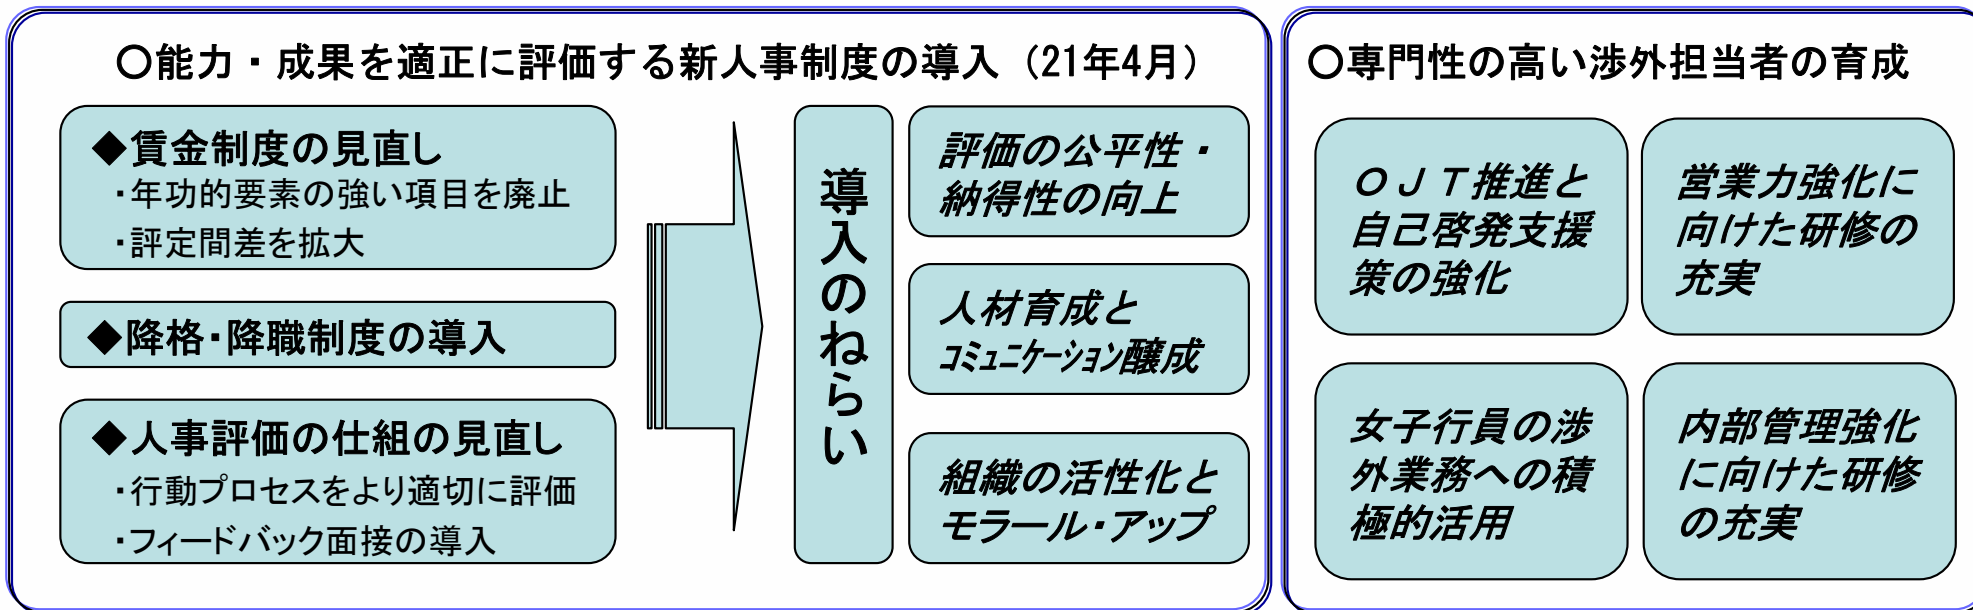 ○能力・成果を適正に評価する新人事制度の導入（21年4月）
◆賃金制度の見直し
・年功的要素の強い項目を廃止
・評定間差を拡大
◆降格・降職制度の導入
◆人事評価の仕組の見直し
・行動プロセスをより適切に評価
・フィードバック面接の導入
導入のねらい
評価の公平性・
納得性の向上
人材育成と
ｺﾐｭﾆｹｰｼｮﾝ醸成
組織の活性化と
モラール・アップ
○専門性の高い渉外担当者の育成
ＯＪＴ推進と
自己啓発支援
策の強化
営業力強化に
向けた研修の
充実
女子行員の渉
外業務への積
極的活用
内部管理強化
に向けた研修
の充実